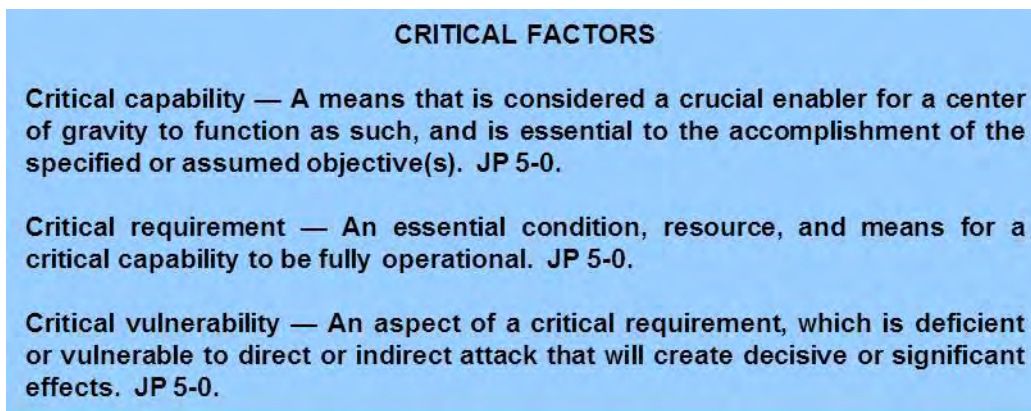 CRITICAL FACTORS
Critical capability — A means that is considered a crucial enabler for a center
of gravity to function as such, and is essential to the accomplishment of the
specified or assumed objective(s). JP 5-0.
Critical requirement — An essential condition, resource, and means for a
critical capability to be fully operational. JP 5-0.
Critical vulnerability — An aspect of a critical requirement, which is deficient
or vulnerable to direct or indirect attack that will create decisive or significant
effects. JP 5-0.